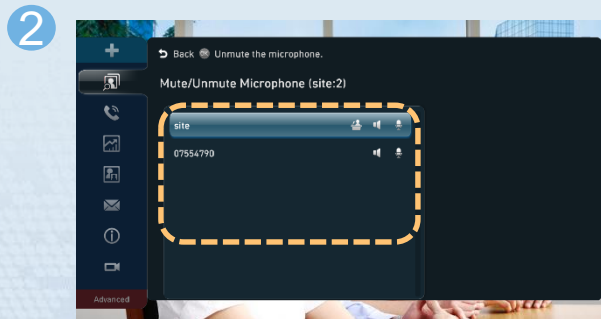 2
Back Unmute the microphone.
Mute/Unmute Microphone (site:2)
site
07554790
Advanced